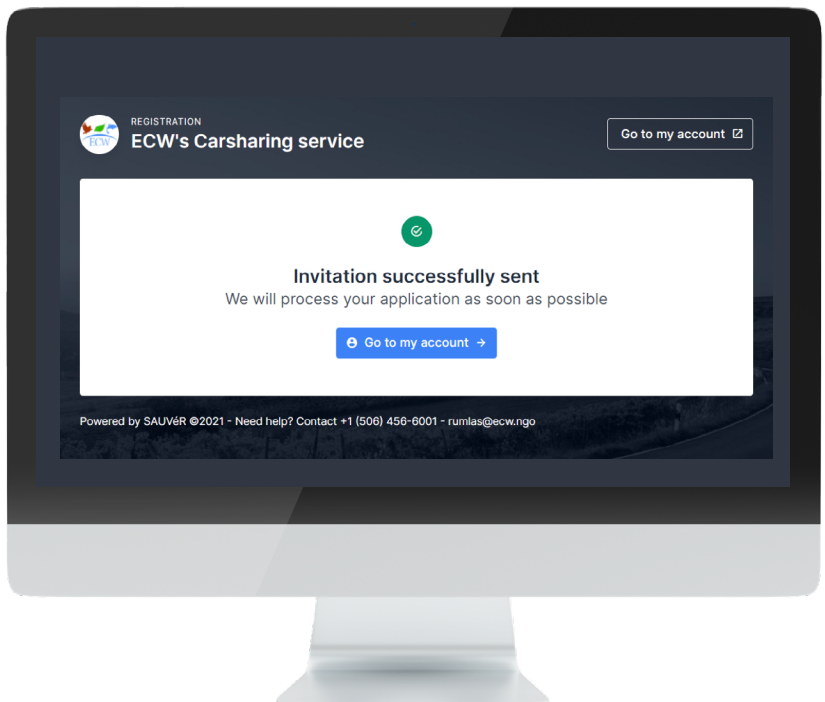 REGISTRATION
ECW's Carsharing service
ECW
Go to my account
Invitation successfully sent
We will process your application as soon as possible
Go to my account
Powered by SAUVéR ©2021 - Need help? Contact +1 (506) 456-6001 - rumlas@ecw.ngo